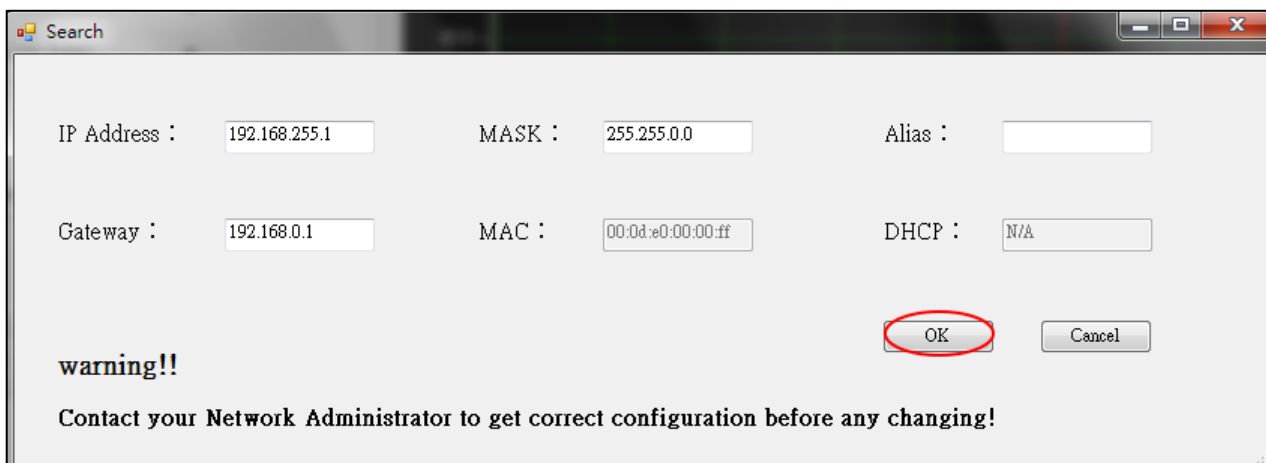 Search
IP Address： 192.168.255.1 MASK： 255.255.0.0 Alias：
Gateway： 192.168.0.1 MAC： 00:0d:e0:00:00:ff DHCP： N/A
OK Cancel
warning!!
Contact your Network Administrator to get correct configuration before any changing!